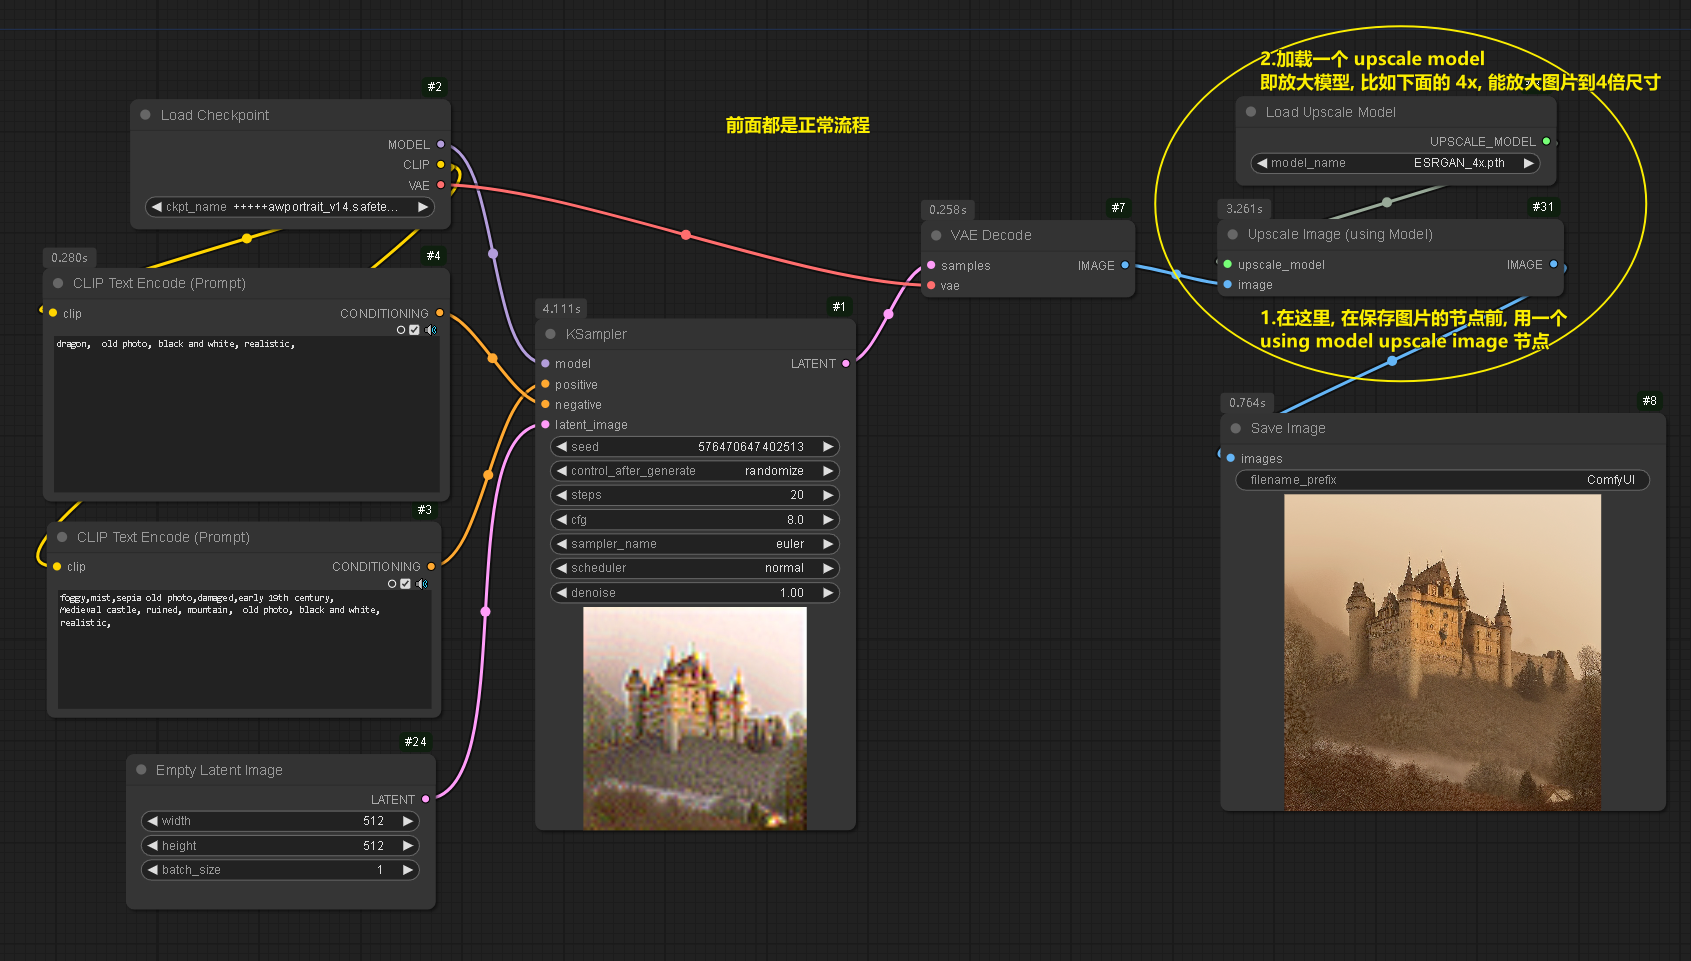 #2
Load Checkpoint
MODEL
CLIP
VAE
ckpt_name +++++awportrait_v14.safete...
0.280s
#4
CLIP Text Encode (Prompt)
clip CONDITIONING
dragon,  old photo, black and white, realistic,
#3
CLIP Text Encode (Prompt)
clip CONDITIONING
foggy,mist,sepia old photo,damaged,early 19th century,
Medieval castle, ruined, mountain,  old photo, black and white,
realistic,
#24
Empty Latent Image
LATENT
width 512
height 512
batch_size 1
前面都是正常流程
4.111s
#1
KSampler
model LATENT
positive
negative
latent_image
seed 576470647402513
control_after_generate randomize
steps 20
cfg 8.0
sampler_name euler
scheduler normal
denoise 1.00
0.258s
#7
VAE Decode
samples IMAGE
vae
2.加载一个 upscale model
即放大模型, 比如下面的 4x, 能放大图片到4倍尺寸
Load Upscale Model
UPSCALE_MODEL
model_name ESRGAN_4x.pth
3.261s
#31
Upscale Image (using Model)
upscale_model IMAGE
image
1.在这里, 在保存图片的节点前, 用一个
using model upscale image 节点
0.764s
#8
Save Image
images
filename_prefix ComfyUI